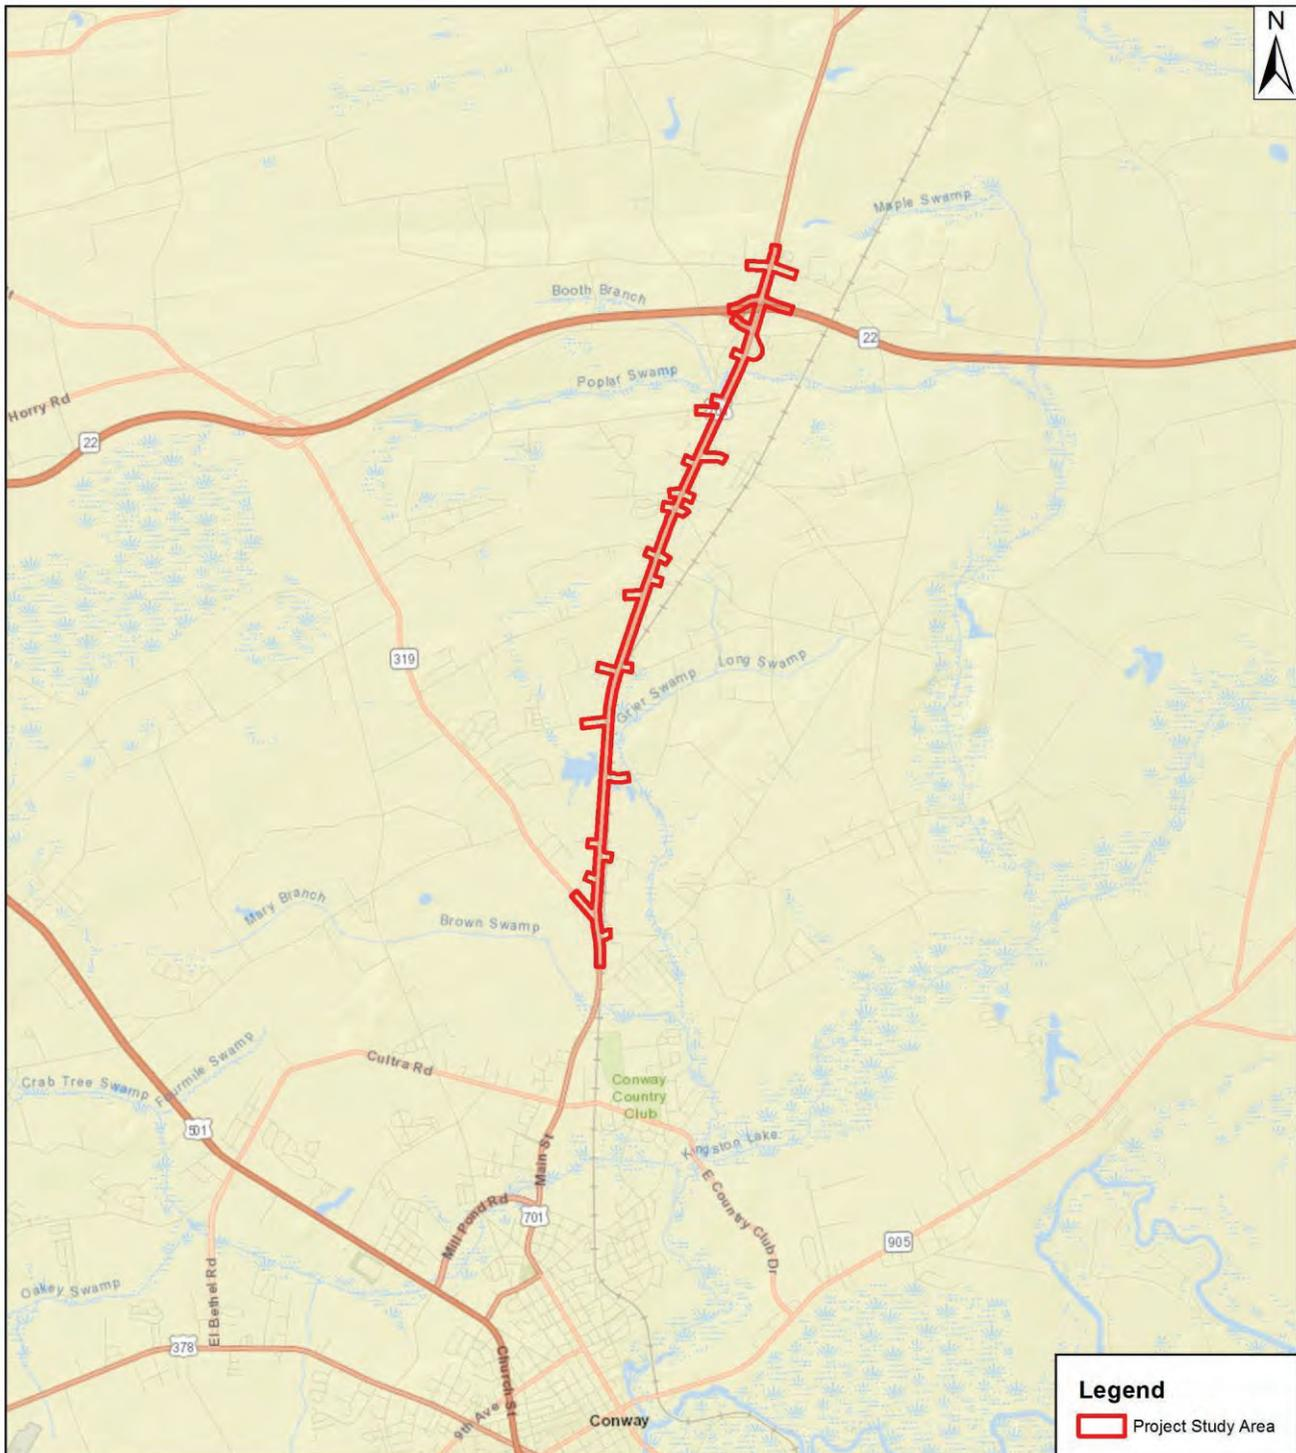 N
Maple Swamp
Booth Branch
22
Poplar Swamp
Horry Rd
22
319
Long Swamp
Grier Swamp
Mary Branch
Brown Swamp
Cultra Rd
Fourmile Swamp
Crab Tree Swamp
Conway
Country
Club
501
Kingston Lake
Main St
E Country Club Dr
Mill Pond Rd
701
905
Oakey Swamp
El Bethel Rd
378
Church St
9th Ave
Conway
Legend
Project Study Area